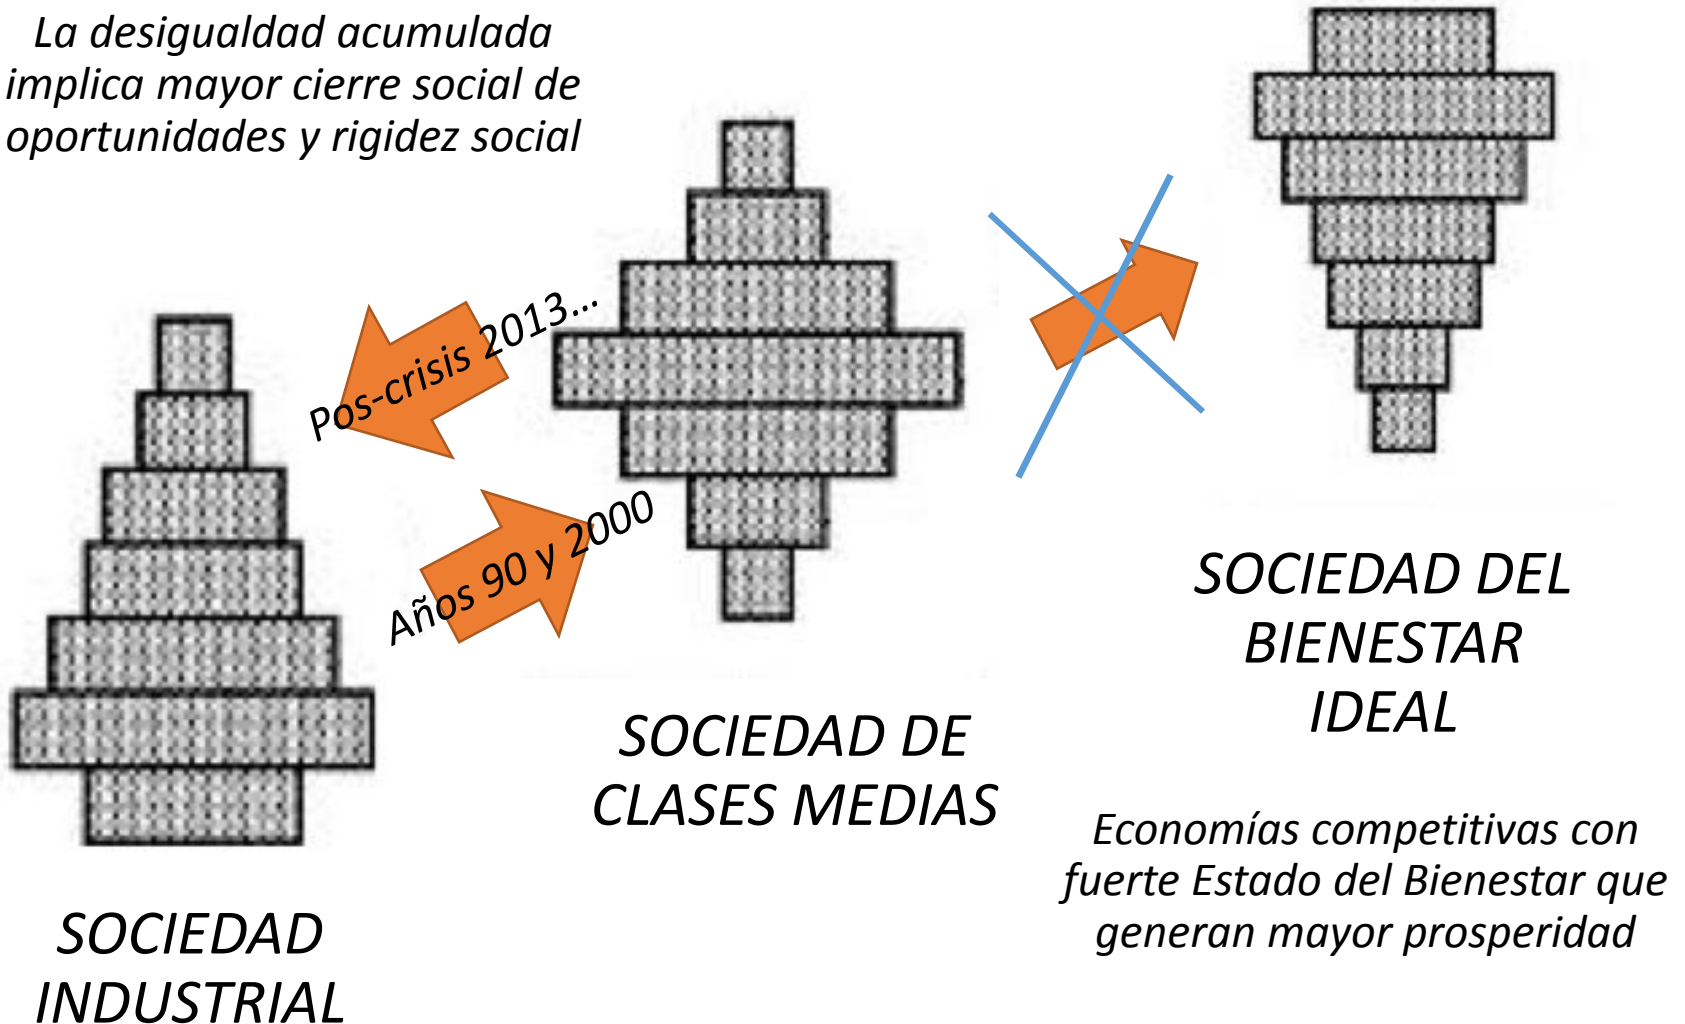 La desigualdad acumulada
implica mayor cierre social de
oportunidades y rigidez social
Pos-crisis 2013...
Años 90 y 2000
SOCIEDAD
INDUSTRIAL
SOCIEDAD DE
CLASES MEDIAS
SOCIEDAD DEL
BIENESTAR
IDEAL
Economías competitivas con
fuerte Estado del Bienestar que
generan mayor prosperidad